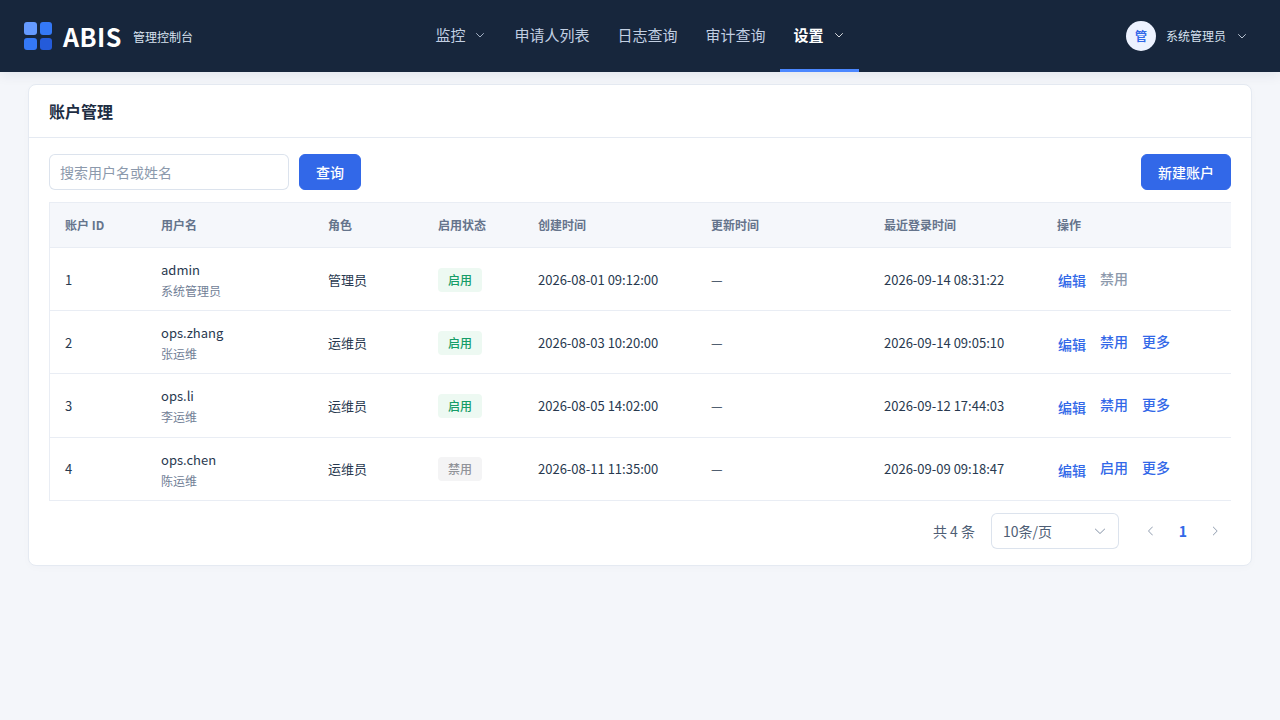 ABIS 管理控制台 监控 申请人列表 日志查询 审计查询 设置 管 系统管理员
账户管理
搜索用户名或姓名 查询 新建账户
账户 ID 用户名 角色 启用状态 创建时间 更新时间 最近登录时间 操作
1 admin 系统管理员 管理员 启用 2026-08-01 09:12:00 — 2026-09-14 08:31:22 编辑 禁用
2 ops.zhang 张运维 运维员 启用 2026-08-03 10:20:00 — 2026-09-14 09:05:10 编辑 禁用 更多
3 ops.li 李运维 运维员 启用 2026-08-05 14:02:00 — 2026-09-12 17:44:03 编辑 禁用 更多
4 ops.chen 陈运维 运维员 禁用 2026-08-11 11:35:00 — 2026-09-09 09:18:47 编辑 启用 更多
共 4 条 10条/页 1